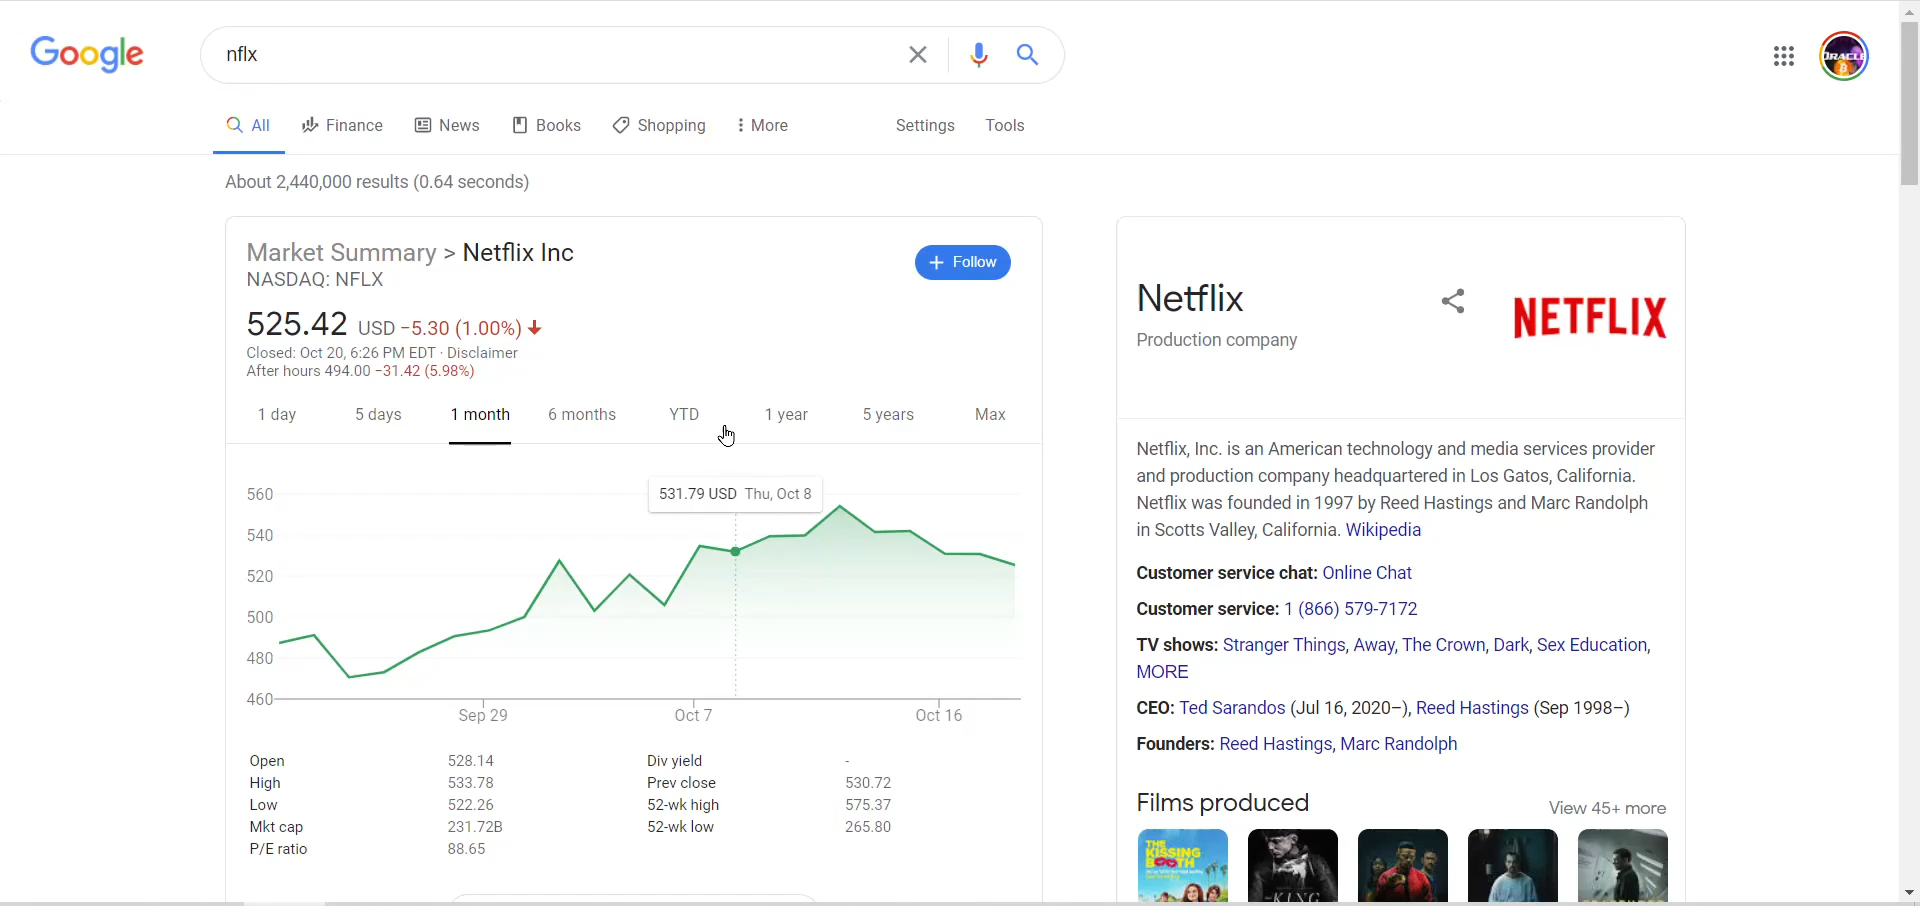 Google
nflx
All Finance News Books Shopping More Settings Tools
About 2,440,000 results (0.64 seconds)
Market Summary > Netflix Inc
NASDAQ: NFLX
+ Follow
525.42 USD −5.30 (1.00%)
Closed: Oct 20, 6:26 PM EDT · Disclaimer
After hours 494.00 −31.42 (5.98%)
1 day 5 days 1 month 6 months YTD 1 year 5 years Max
531.79 USD Thu, Oct 8
560
540
520
500
480
460
Sep 29 Oct 7 Oct 16
Open 528.14 Div yield -
High 533.78 Prev close 530.72
Low 522.26 52-wk high 575.37
Mkt cap 231.72B 52-wk low 265.80
P/E ratio 88.65
Netflix
Production company
NETFLIX
Netflix, Inc. is an American technology and media services provider
and production company headquartered in Los Gatos, California.
Netflix was founded in 1997 by Reed Hastings and Marc Randolph
in Scotts Valley, California. Wikipedia
Customer service chat: Online Chat
Customer service: 1 (866) 579-7172
TV shows: Stranger Things, Away, The Crown, Dark, Sex Education,
MORE
CEO: Ted Sarandos (Jul 16, 2020–), Reed Hastings (Sep 1998–)
Founders: Reed Hastings, Marc Randolph
Films produced
View 45+ more
THE
KISSING
BOOTH
KING